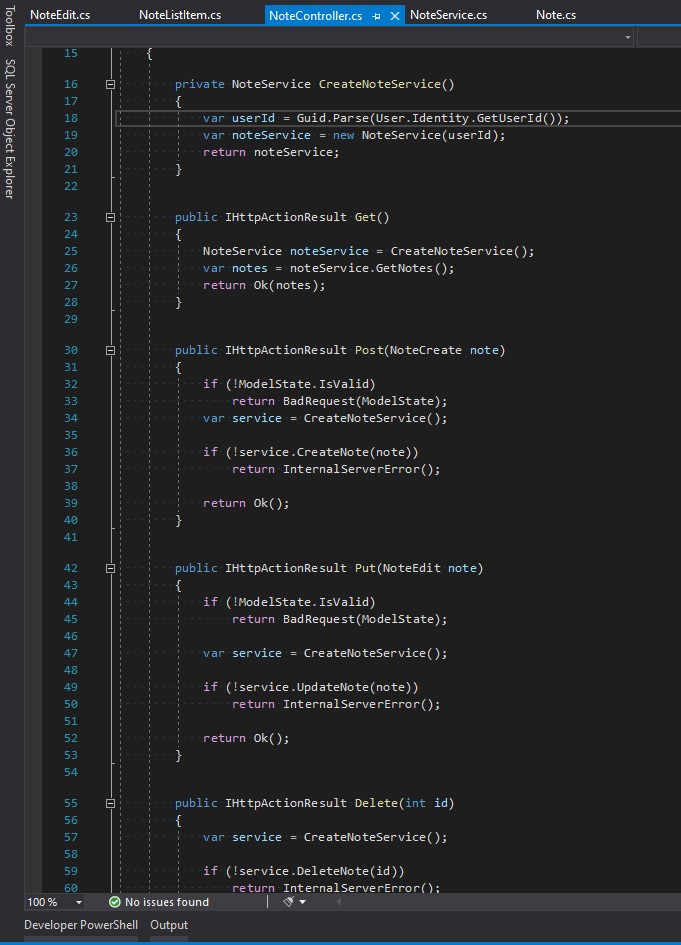 NoteEdit.cs NoteListItem.cs NoteController.cs NoteService.cs Note.cs
Toolbox
SQL Server Object Explorer
15 {
16 private NoteService CreateNoteService()
17 {
18 var userId = Guid.Parse(User.Identity.GetUserId());
19 var noteService = new NoteService(userId);
20 return noteService;
21 }
22
23 public IHttpActionResult Get()
24 {
25 NoteService noteService = CreateNoteService();
26 var notes = noteService.GetNotes();
27 return Ok(notes);
28 }
29
30 public IHttpActionResult Post(NoteCreate note)
31 {
32 if (!ModelState.IsValid)
33 return BadRequest(ModelState);
34 var service = CreateNoteService();
35
36 if (!service.CreateNote(note))
37 return InternalServerError();
38
39 return Ok();
40 }
41
42 public IHttpActionResult Put(NoteEdit note)
43 {
44 if (!ModelState.IsValid)
45 return BadRequest(ModelState);
46
47 var service = CreateNoteService();
48
49 if (!service.UpdateNote(note))
50 return InternalServerError();
51
52 return Ok();
53 }
54
55 public IHttpActionResult Delete(int id)
56 {
57 var service = CreateNoteService();
58
59 if (!service.DeleteNote(id))
60 return InternalServerError();
100 % No issues found
Developer PowerShell Output